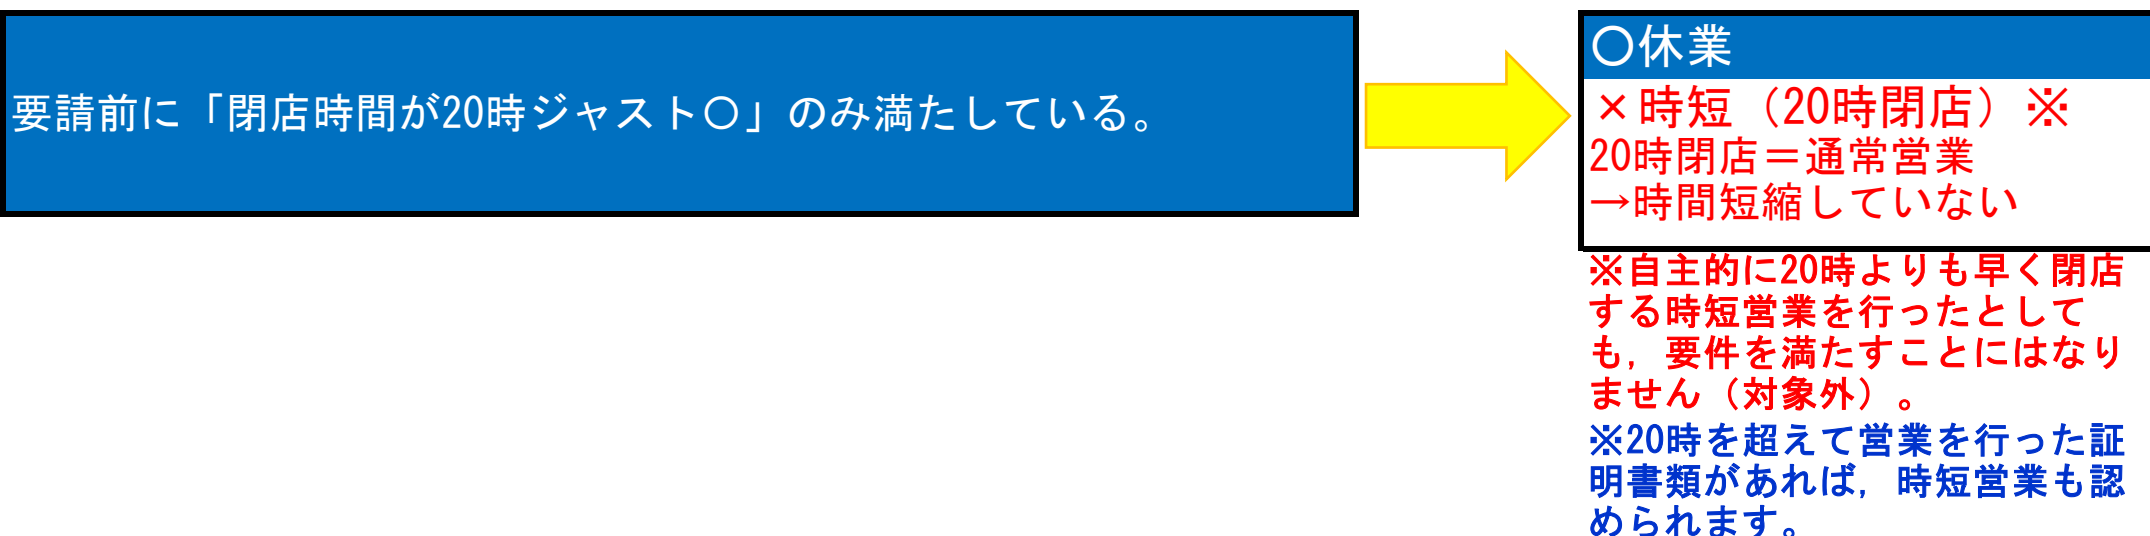 要請前に「閉店時間が20時ジャスト〇」のみ満たしている。
〇休業
×時短（20時閉店）※
20時閉店＝通常営業
→時間短縮していない
※自主的に20時よりも早く閉店
する時短営業を行ったとして
も，要件を満たすことにはなり
ません（対象外）。
※20時を超えて営業を行った証
明書類があれば，時短営業も認
められます。